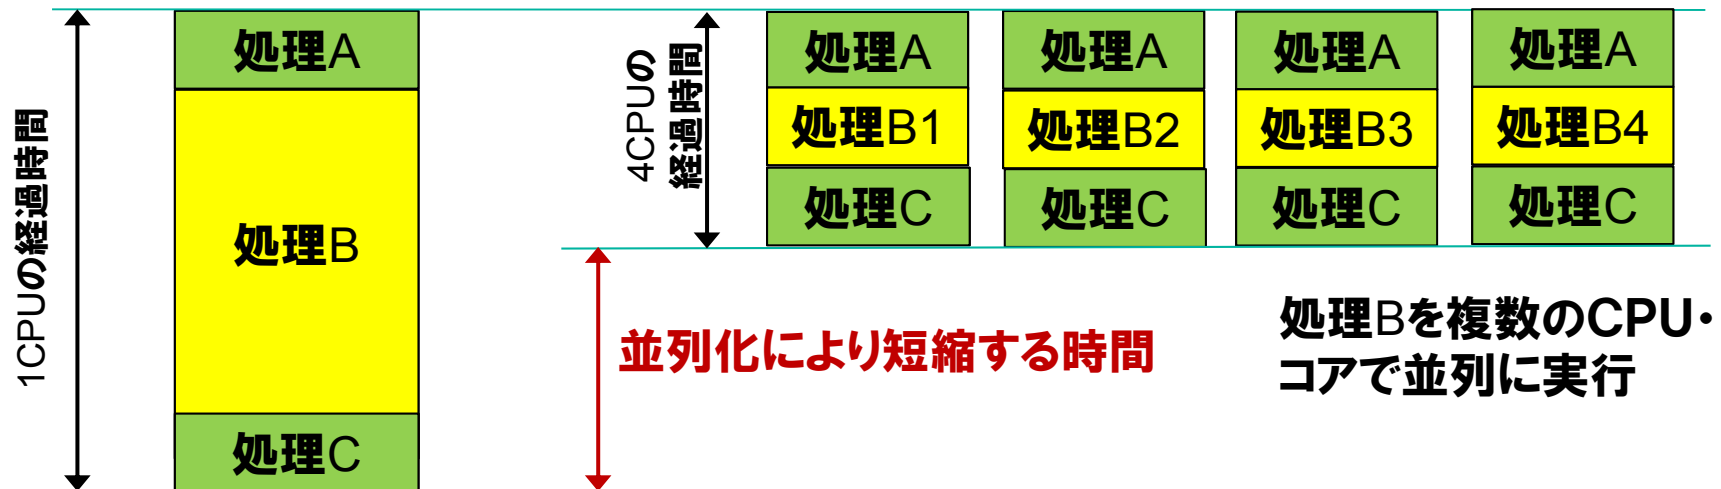 1CPUの経過時間
処理A
処理B
処理C
4CPUの
経過時間
処理A
処理B1
処理C
処理A
処理B2
処理C
処理A
処理B3
処理C
処理A
処理B4
処理C
並列化により短縮する時間
処理Bを複数のCPU・
コアで並列に実行